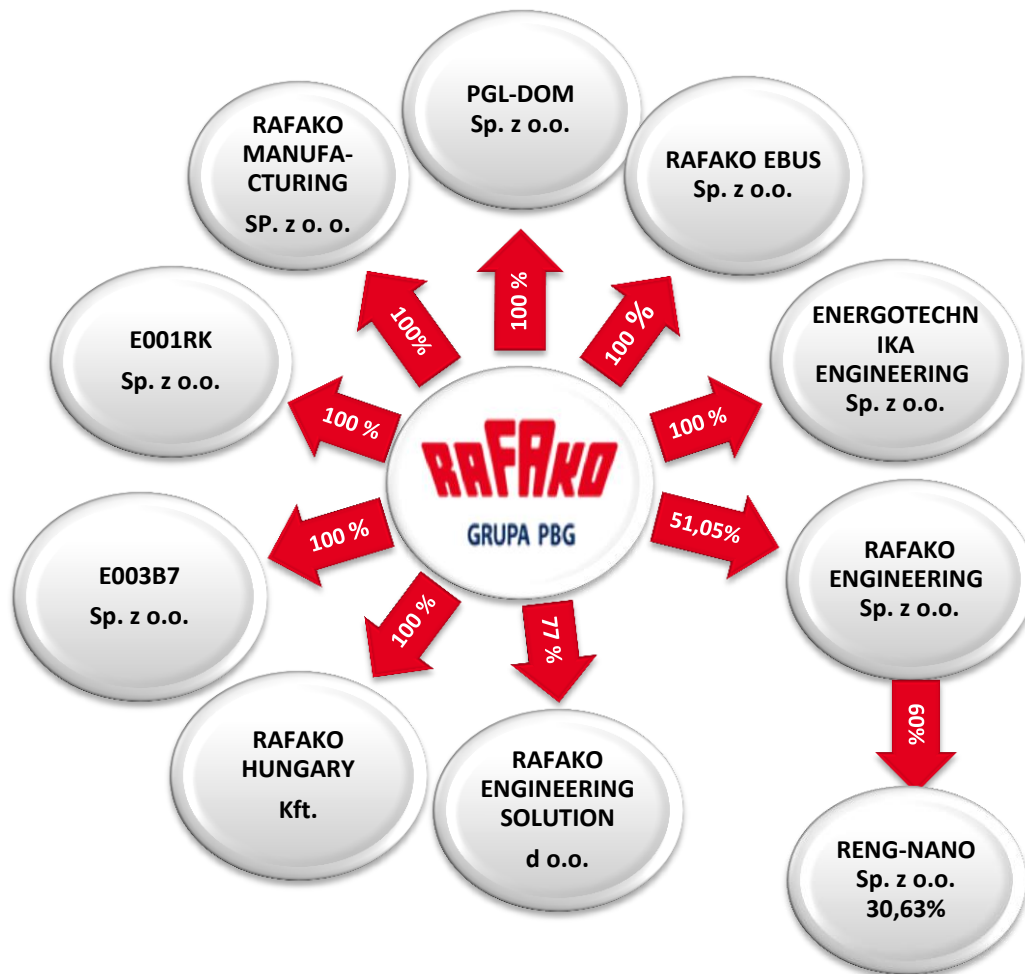 PGL-DOM
Sp. z o.o.
RAFAKO
MANUFA-
CTURING
SP. z o. o.
RAFAKO EBUS
Sp. z o.o.
E001RK
Sp. z o.o.
ENERGOTECHN
IKA
ENGINEERING
Sp. z o.o.
100%
100 %
100 %
100 %
100 %
RAFAKO
GRUPA PBG
100 %
51,05%
E003B7
Sp. z o.o.
RAFAKO
ENGINEERING
Sp. z o.o.
100 %
77 %
60%
RAFAKO
HUNGARY
Kft.
RAFAKO
ENGINEERING
SOLUTION
d o.o.
RENG-NANO
Sp. z o.o.
30,63%